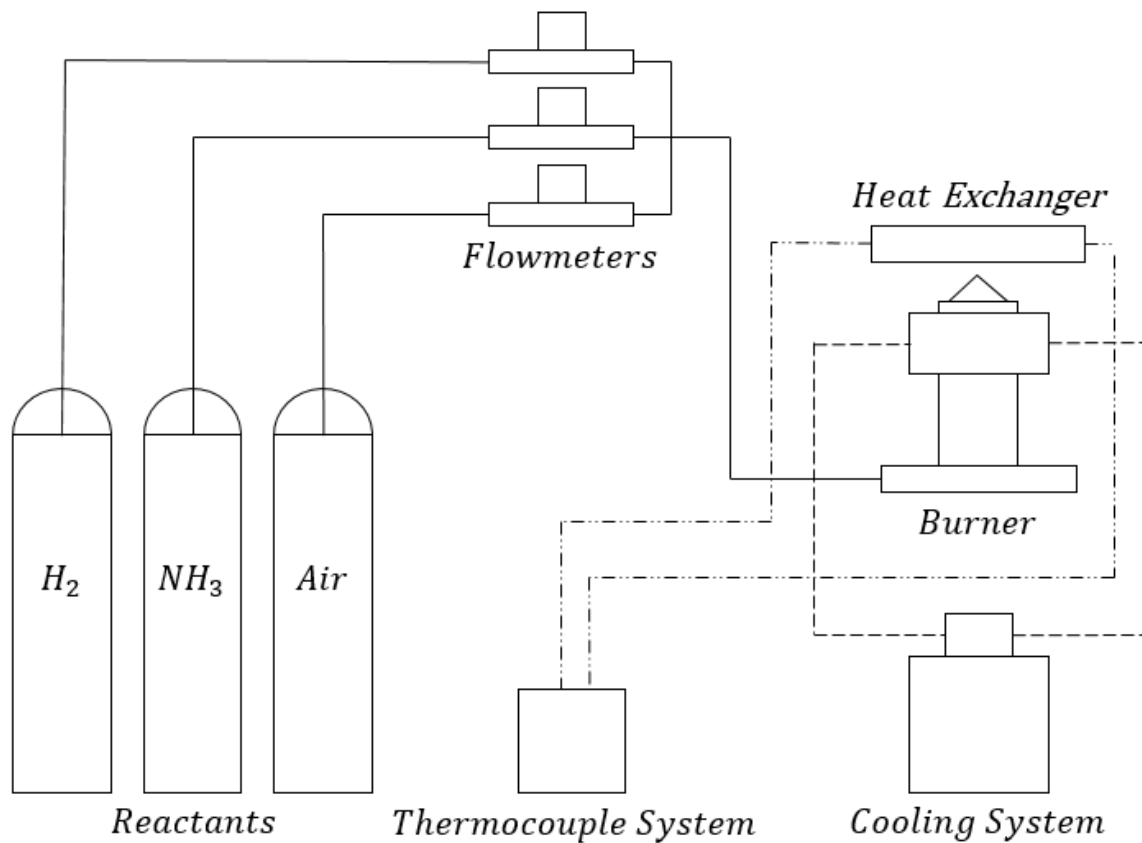 Heat Exchanger
Flowmeters
Burner
H₂
NH₃
Air
Reactants
Thermocouple System
Cooling System